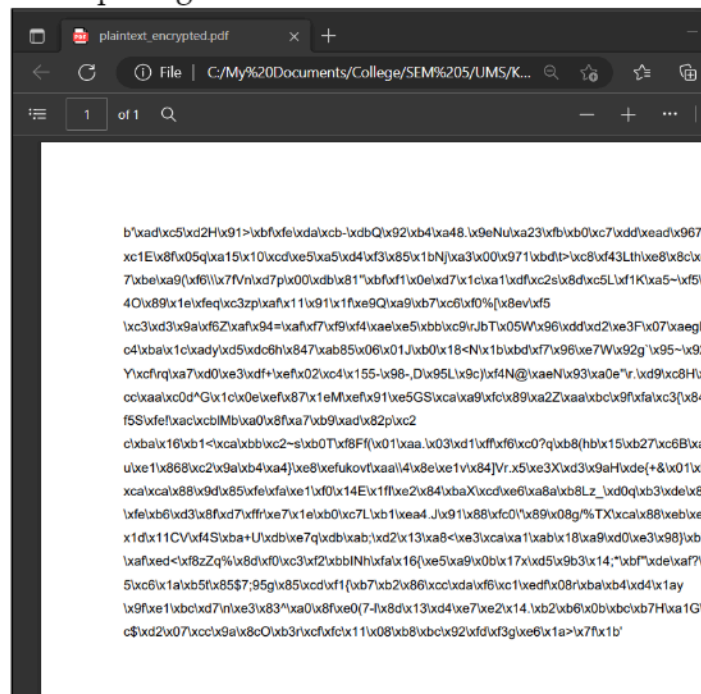 plaintext_encrypted.pdf
File | C:/My%20Documents/College/SEM%205/UMS/K...
1 of 1
b'\xad\xc5\xd2H\x91>\xbf\xfe\xda\xcb-\xdbQ\x92\xb4\xa48.\x9eNu\xa23\xfb\xb0\xc7\xdd\xead\x967
xc1E\x8f\x05q\xa15\x10\xcd\xe5\xa5\xd4\xf3\x85\x1bNj\xa3\x00\x971\xbd\t>\xc8\xf43Lth\xe8\x8c\x
7\xbe\xa9(\xf6\\\x7fVn\xd7p\x00\xdb\x81"\xbf\xf1\x0e\xd7\x1c\xa1\xdf\xc2s\x8d\xc5L\xf1K\xa5~\xf5\
4O\x89\x1e\xfeq\xc3zp\xaf\x11\x91\x1f\xe9Q\xa9\xb7\xc6\xf0%[\x8ev\xf5
\xc3\xd3\x9a\xf6Z\xaf\x94=\xaf\xf7\xf9\xf4\xae\xe5\xbb\xc9\rJbT\x05W\x96\xdd\xd2\xe3F\x07\xaeg
c4\xba\x1c\xady\xd5\xdc6h\x847\xab85\x06\x01J\xb0\x18<N\x1b\xbd\xf7\x96\xe7W\x92g`\x95~\x9
Y\xcf\rq\xa7\xd0\xe3\xdf+\xef\x02\xc4\x155-\x98-,D\x95L\x9c)\xf4N@\xaeN\x93\xa0e"\r.\xd9\xc8H\
cc\xaa\xc0d^G\x1c\x0e\xef\x87\x1eM\xef\x91\xe5GS\xca\xa9\xfc\x89\xa2Z\xaa\xbc\x9f\xfa\xc3{\x84
f5S\xfe!\xac\xcblMb\xa0\x8f\xa7\xb9\xad\x82p\xc2
c\xba\x16\xb1<\xca\xbb\xc2~s\xb0T\xf8Ff(\x01\xaa.\x03\xd1\xff\xf6\xc0?q\xb8(hb\x15\xb27\xc6B\xa
u\xe1\x868\xc2\x9a\xb4\xa4}\xe8\xefukovt\xaa\\4\x8e\xe1v\x84]Vr.x5\xe3X\xd3\x9aH\xde{+&\x01\x
xca\xca\x88\x9d\x85\xfe\xfa\xe1\xf0\x14E\x1fl\xe2\x84\xbaX\xcd\xe6\xa8a\xb8Lz_\xd0q\xb3\xde\x8
\xfe\xb6\xd3\x8f\xd7\xffr\xe7\x1e\xb0\xc7L\xb1\xea4.J\x91\x88\xfc0\"\x89\x08g/%TX\xca\x88\xeb\xe
x1d\x11CV\xf4S\xba+U\xdb\xe7q\xdb\xab;\xd2\x13\xa8<\xe3\xca\xa1\xab\x18\xa9\xd0\xe3\x98}\xb
\xaf\xed<\xf8zZq%\x8d\xf0\xc3\xf2\xbbINh\xfa\x16{\xe5\xa9\x0b\x17x\xd5\x9b3\x14;*\xbf"\xde\xaf?\
5\xc6\x1a\xb5t\x85$7;95g\x85\xcd\xf1{\xb7\xb2\x86\xcc\xda\xf6\xc1\xedf\x08r\xba\xb4\xd4\x1ay
\x9f\xe1\xbc\xd7\n\xe3\x83^\xa0\x8f\xe0(7-I\x8d\x13\xd4\xe7\xe2\x14.\xb2\xb6\x0b\xbc\xb7H\xa1G\
c$\xd2\x07\xcc\x9a\x8cO\xb3r\xcf\xfc\x11\x08\xb8\xbc\x92\xfd\xf3g\xe6\x1a>\x7f\x1b'